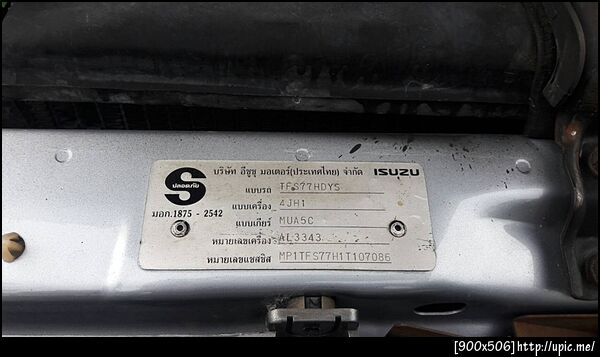 บริษัท อีซูซุ มอเตอร์(ประเทศไทย) จำกัด ISUZU
S
ปลอดภัย
มอก.1875 - 2542
แบบรถ TFS77HDYS
แบบเครื่อง 4JH1
แบบเกียร์ MUA5C
หมายเลขเครื่อง AL3343
หมายเลขแชสซิส MP1TFS77H1T107086
[900x506]http://upic.me/